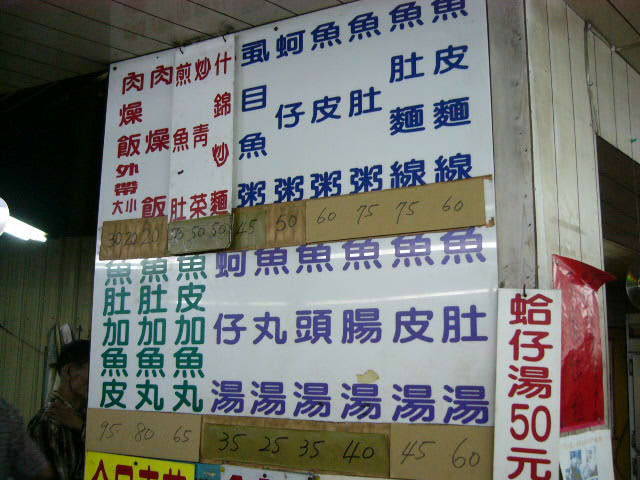 魚皮麵線
魚肚麵線
魚肚粥
魚皮粥
蚵仔粥
虱目魚粥
什錦炒麵
炒青菜
煎魚肚
肉燥飯
肉燥飯外帶大小
30 20 20 50 50 45 50 60 75 75 60
魚肚湯
魚皮湯
魚腸湯
魚頭湯
魚丸湯
蚵仔湯
魚皮加魚丸
魚肚加魚丸
魚肚加魚皮
95 80 65 35 25 35 40 45 60
蛤仔湯50元